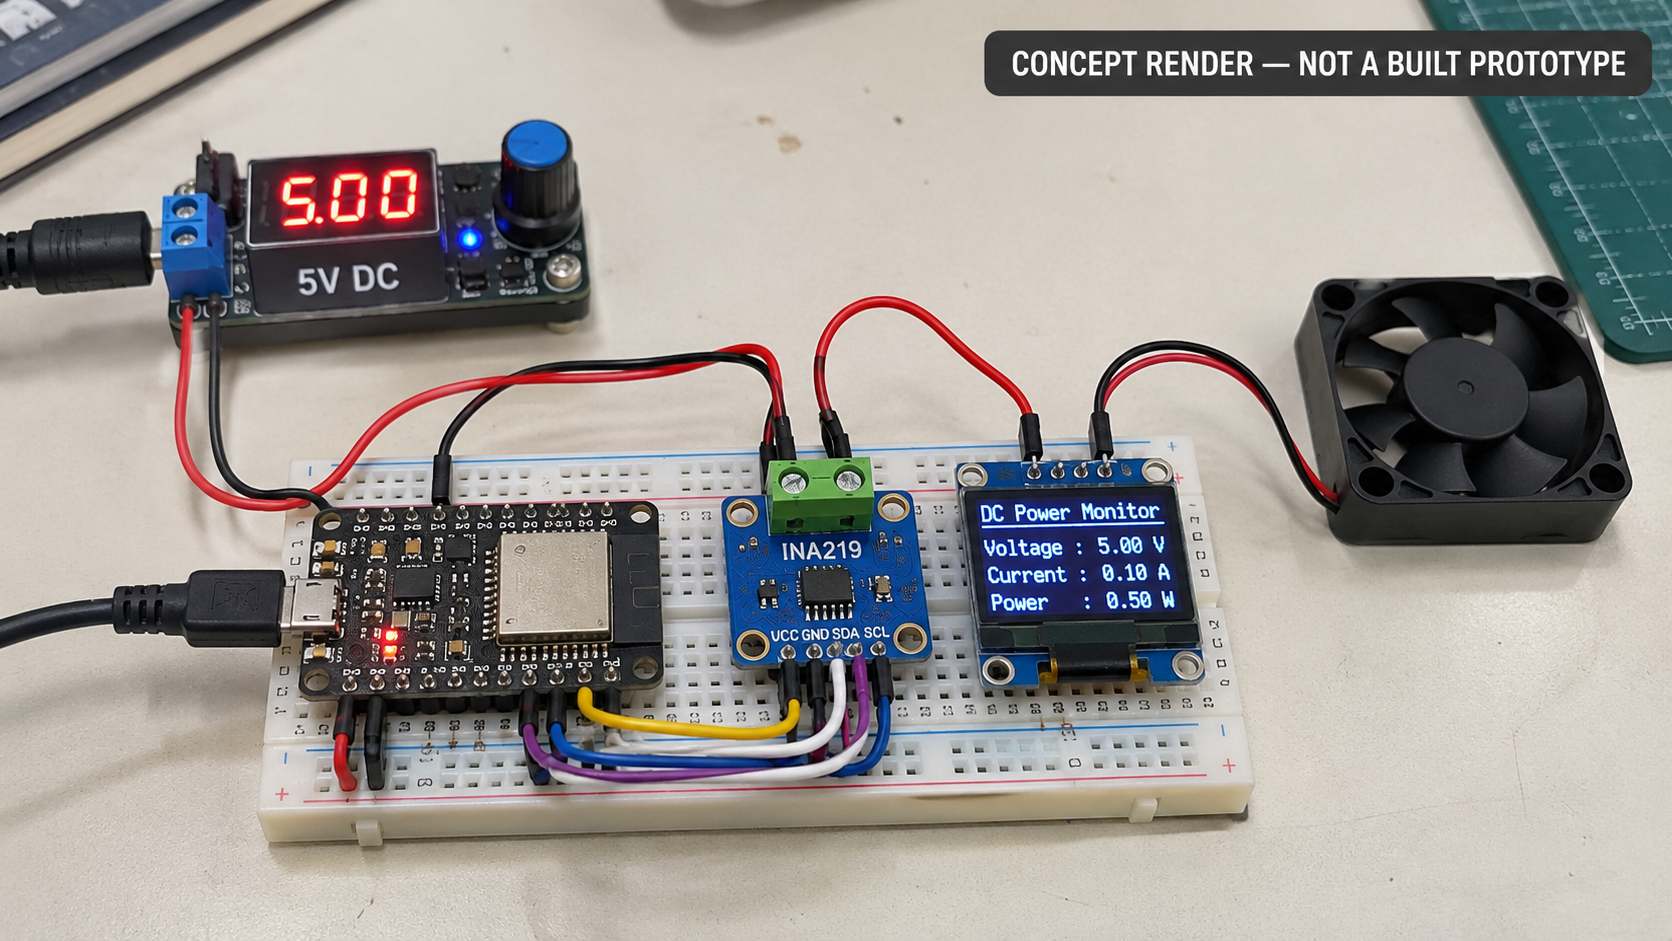 CONCEPT RENDER — NOT A BUILT PROTOTYPE
5.00
5V DC
INA219
VCC GND SDA SCL
DC Power Monitor
Voltage : 5.00 V
Current : 0.10 A
Power : 0.50 W